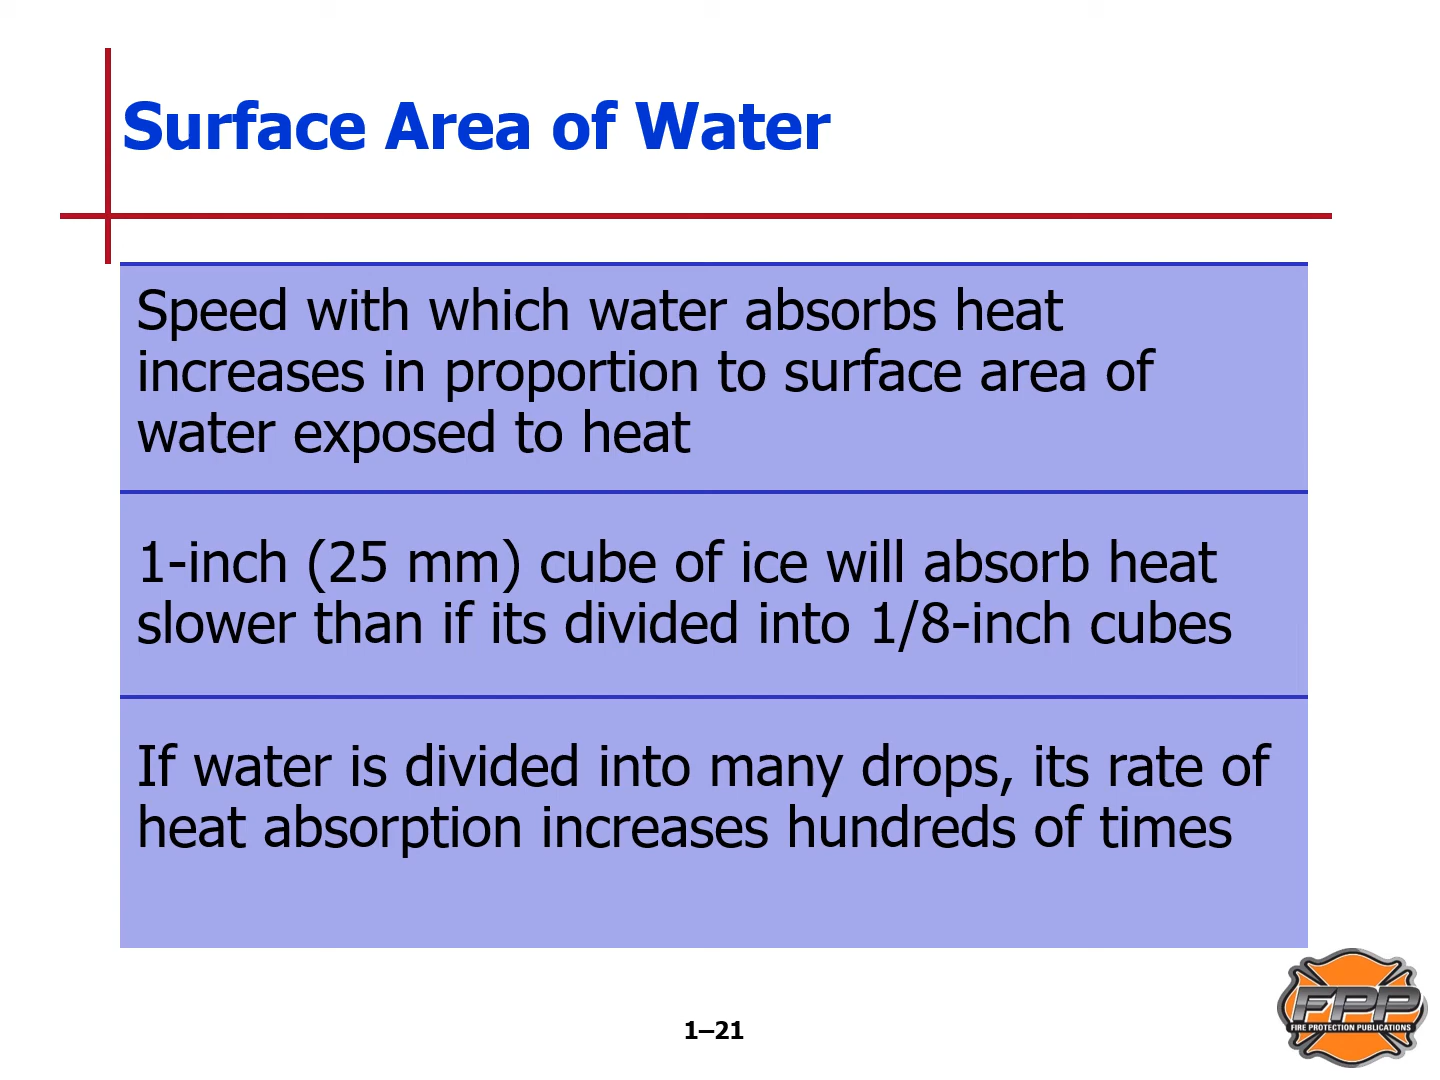 Surface Area of Water
Speed with which water absorbs heat
increases in proportion to surface area of
water exposed to heat
1-inch (25 mm) cube of ice will absorb heat
slower than if its divided into 1/8-inch cubes
If water is divided into many drops, its rate of
heat absorption increases hundreds of times
1–21
FPP
FIRE PROTECTION PUBLICATIONS